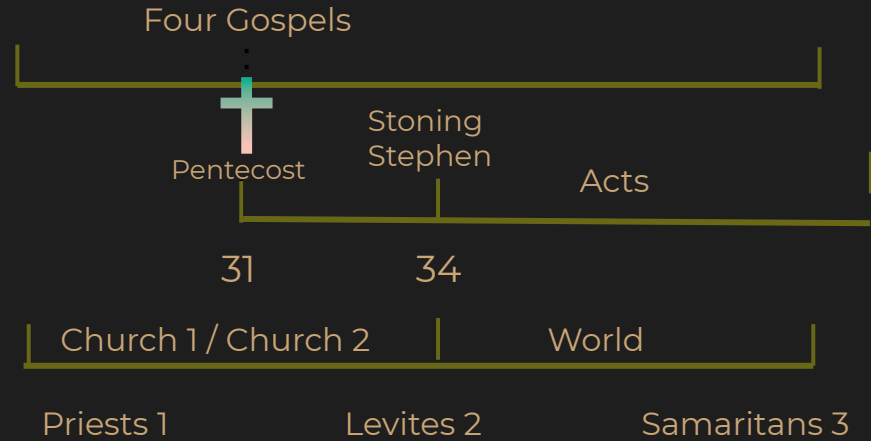 Four Gospels
Stoning
Stephen
Pentecost
Acts
31 34
Church 1 / Church 2 World
Priests 1 Levites 2 Samaritans 3